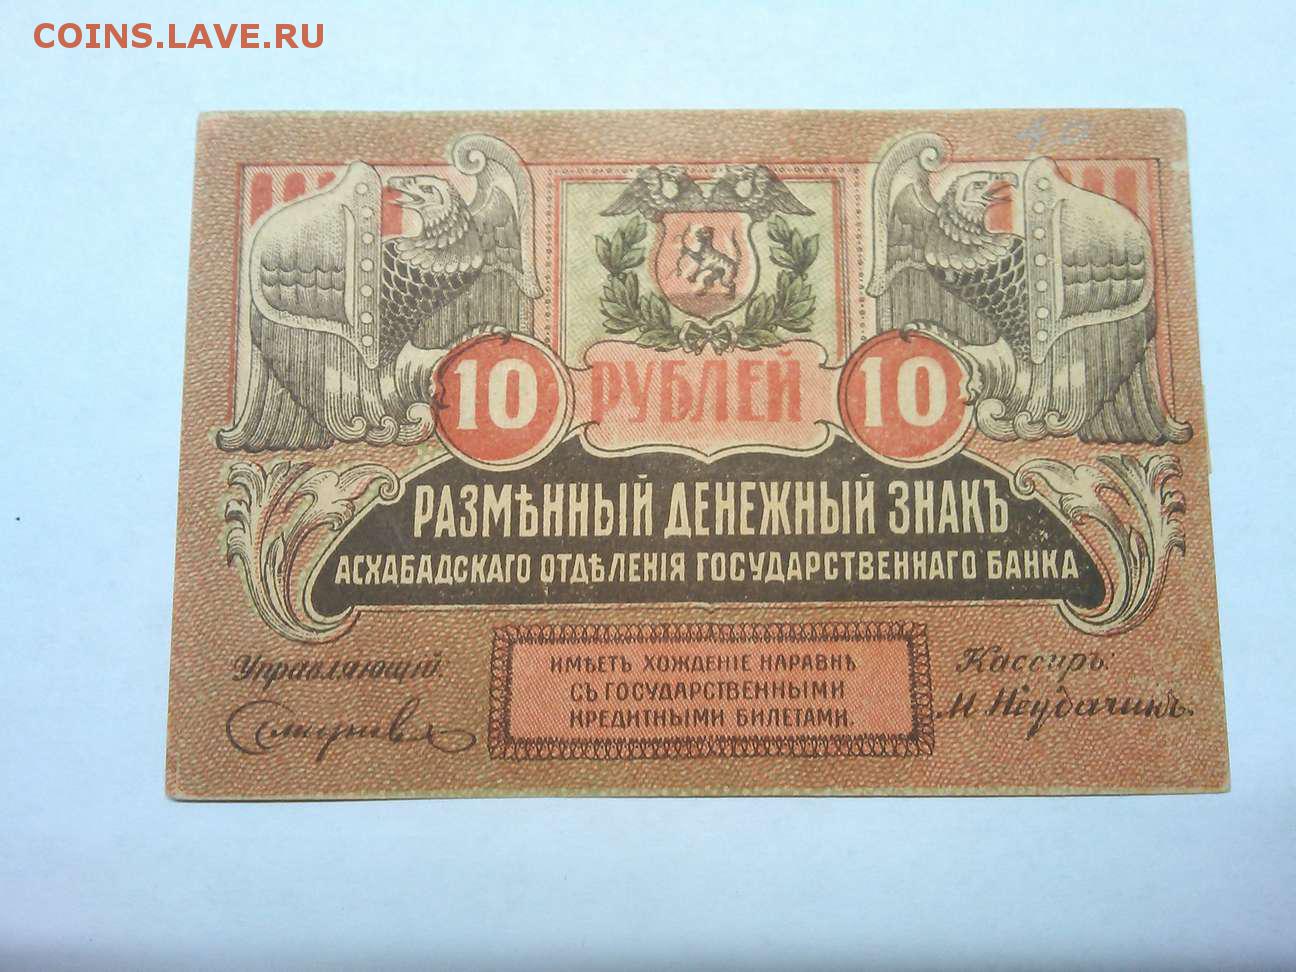 COINS.LAVE.RU
10 РУБЛЕЙ 10
РАЗМѢННЫЙ ДЕНЕЖНЫЙ ЗНАКЪ
АСХАБАДСКАГО ОТДѢЛЕНІЯ ГОСУДАРСТВЕННАГО БАНКА
Управляющій:
ИМѢЕТЪ ХОЖДЕНІЕ НАРАВНѢ
СЪ ГОСУДАРСТВЕННЫМИ
КРЕДИТНЫМИ БИЛЕТАМИ.
Кассиръ:
И Неудачинъ.